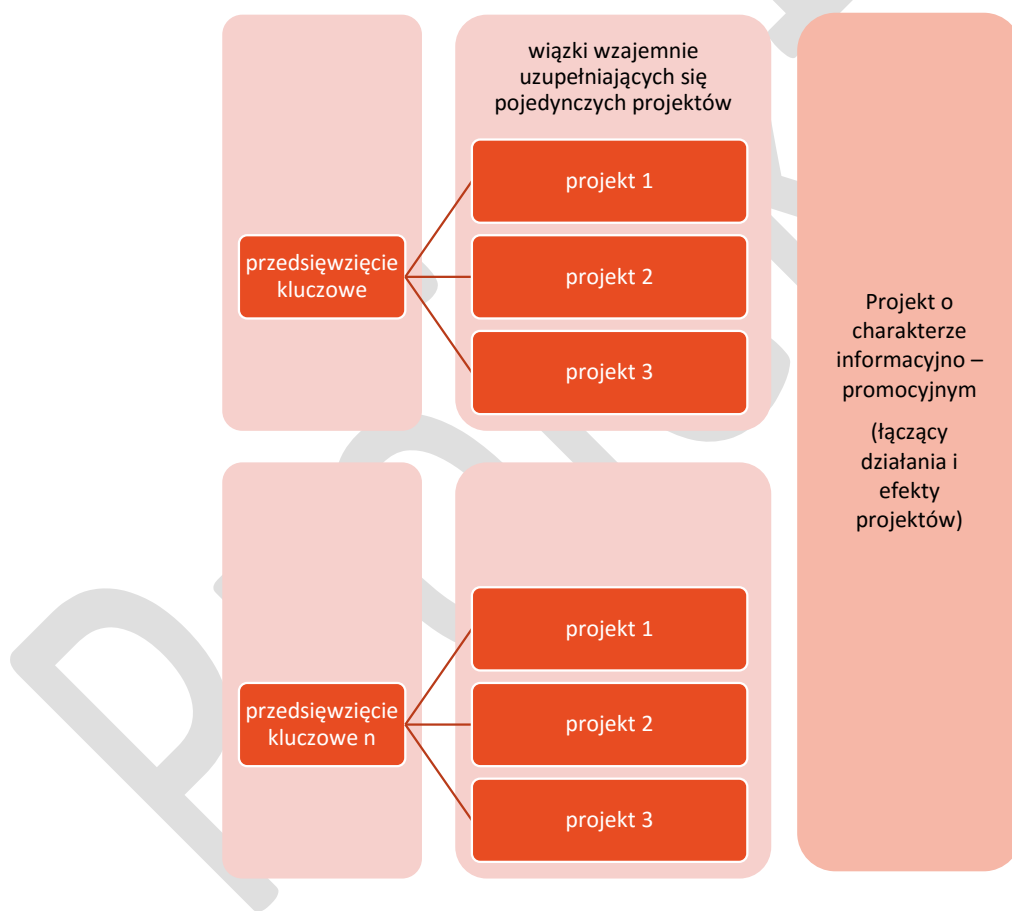 wiązki wzajemnie
uzupełniających się
pojedynczych projektów
projekt 1
przedsięwzięcie
kluczowe
projekt 2
projekt 3
projekt 1
przedsięwzięcie
kluczowe n
projekt 2
projekt 3
Projekt o
charakterze
informacyjno –
promocyjnym
(łączący
działania i
efekty
projektów)